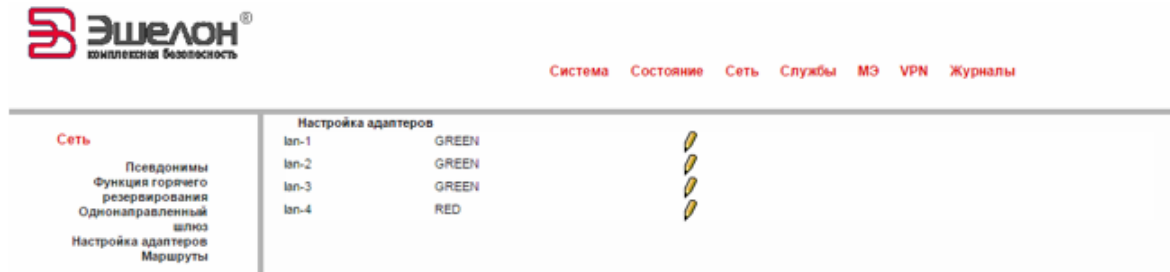 Эшелон®
комплексная безопасность
Система Состояние Сеть Службы МЭ VPN Журналы
Сеть
Псевдонимы
Функция горячего
резервирования
Однонаправленный
шлюз
Настройка адаптеров
Маршруты
Настройка адаптеров
lan-1 GREEN
lan-2 GREEN
lan-3 GREEN
lan-4 RED